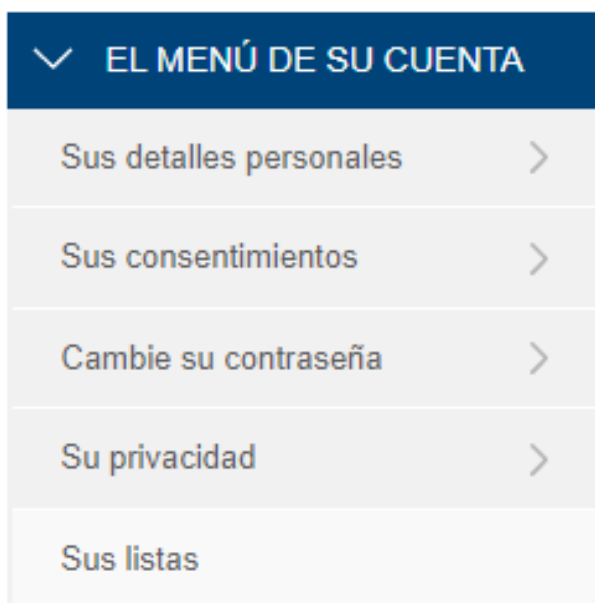 EL MENÚ DE SU CUENTA
Sus detalles personales
Sus consentimientos
Cambie su contraseña
Su privacidad
Sus listas